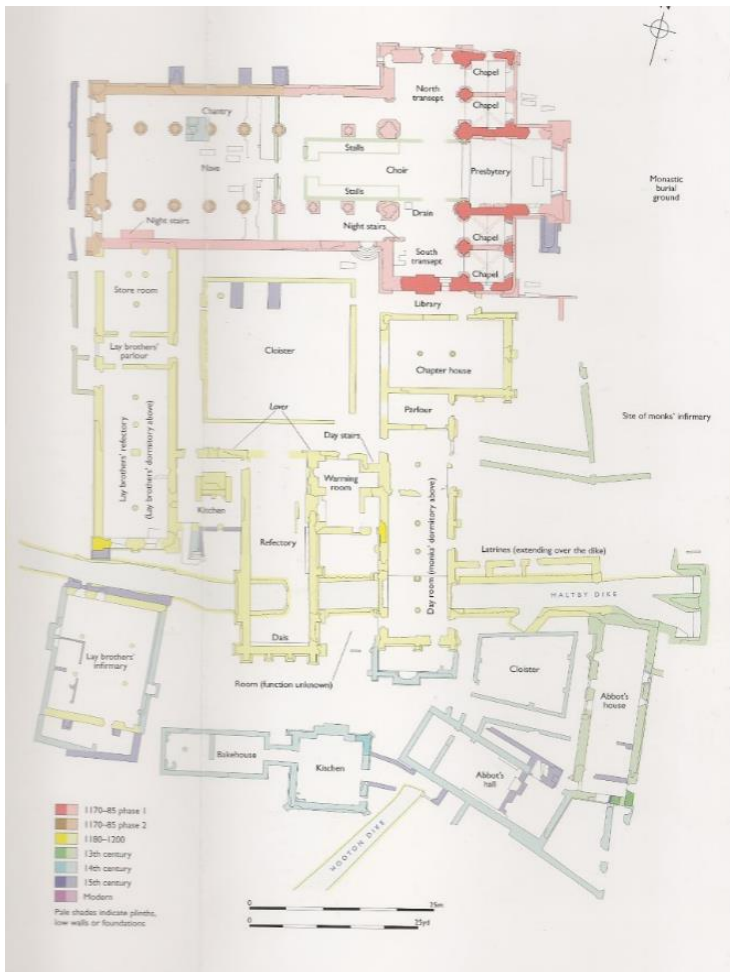 N
Chapel
North
transept
Chapel
Chantry
Stalls
Nave
Choir
Presbytery
Monastic
burial
ground
Stalls
Drain
Night stairs
Night stairs
Chapel
South
transept
Chapel
Store room
Library
Lay brothers'
parlour
Cloister
Chapter house
Parlour
Site of monks' infirmary
Laver
Day stairs
Lay brothers' refectory
(Lay brothers' dormitory above)
Warming
room
Kitchen
Refectory
Day room (monks' dormitory above)
Latrines (extending over the dike)
MALTBY DIKE
Dais
Lay brothers'
infirmary
Cloister
Abbot's
house
Room (function unknown)
Bakehouse
Kitchen
Abbot's
hall
HOOTON DIKE
1170-85 phase 1
1170-85 phase 2
1180-1200
13th century
14th century
15th century
Modern
Pale shades indicate plinths,
low walls or foundations
0 25m
0 25yd